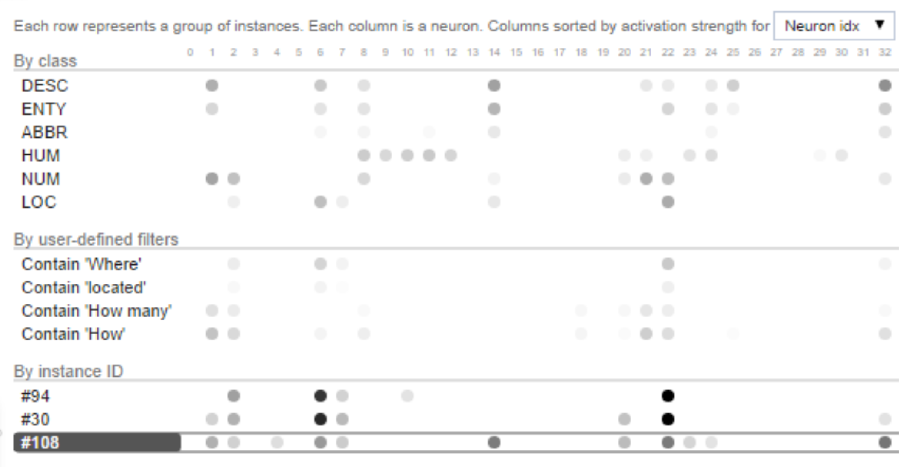 Each row represents a group of instances. Each column is a neuron. Columns sorted by activation strength for Neuron idx ▼
0 1 2 3 4 5 6 7 8 9 10 11 12 13 14 15 16 17 18 19 20 21 22 23 24 25 26 27 28 29 30 31 32
By class
DESC
ENTY
ABBR
HUM
NUM
LOC
By user-defined filters
Contain 'Where'
Contain 'located'
Contain 'How many'
Contain 'How'
By instance ID
#94
#30
#108